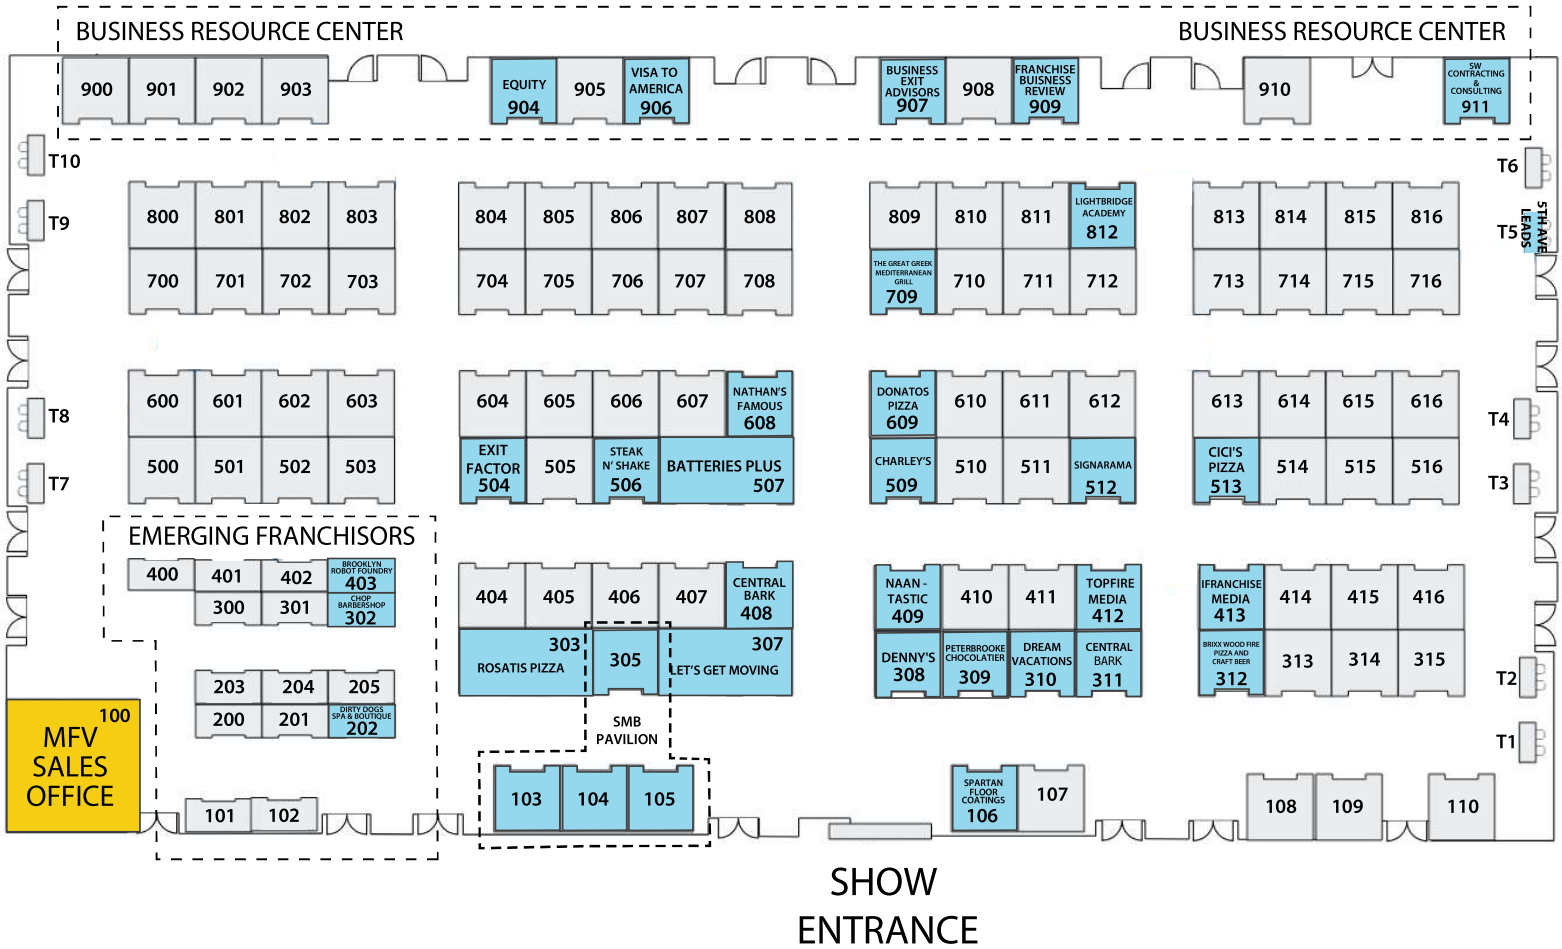 BUSINESS RESOURCE CENTER
BUSINESS RESOURCE CENTER
900
901
902
903
EQUITY
904
905
VISA TO
AMERICA
906
BUSINESS
EXIT
ADVISORS
907
908
FRANCHISE
BUISNESS
REVIEW
909
910
SW
CONTRACTING
&
CONSULTING
911
T10
T6
T9
T5
5TH AVE
LEADS
800
801
802
803
804
805
806
807
808
809
810
811
LIGHTBRIDGE
ACADEMY
812
813
814
815
816
700
701
702
703
704
705
706
707
708
THE GREAT GREEK
MEDITERRANEAN
GRILL
709
710
711
712
713
714
715
716
T8
T4
600
601
602
603
604
605
606
607
NATHAN'S
FAMOUS
608
DONATOS
PIZZA
609
610
611
612
613
614
615
616
T7
T3
500
501
502
503
EXIT
FACTOR
504
505
STEAK
N' SHAKE
506
BATTERIES PLUS
507
CHARLEY'S
509
510
511
SIGNARAMA
512
CICI'S
PIZZA
513
514
515
516
EMERGING FRANCHISORS
400
401
402
BROOKLYN
ROBOT FOUNDRY
403
300
301
CHOP
BARBERSHOP
302
404
405
406
407
CENTRAL
BARK
408
NAAN -
TASTIC
409
410
411
TOPFIRE
MEDIA
412
IFRANCHISE
MEDIA
413
414
415
416
303
ROSATIS PIZZA
305
307
LET'S GET MOVING
DENNY'S
308
PETERBROOKE
CHOCOLATIER
309
DREAM
VACATIONS
310
CENTRAL
BARK
311
BRIXX WOOD FIRE
PIZZA AND
CRAFT BEER
312
313
314
315
T2
T1
203
204
205
200
201
DIRTY DOGS
SPA & BOUTIQUE
202
100
MFV
SALES
OFFICE
SMB
PAVILION
101
102
103
104
105
SPARTAN
FLOOR
COATINGS
106
107
108
109
110
SHOW
ENTRANCE